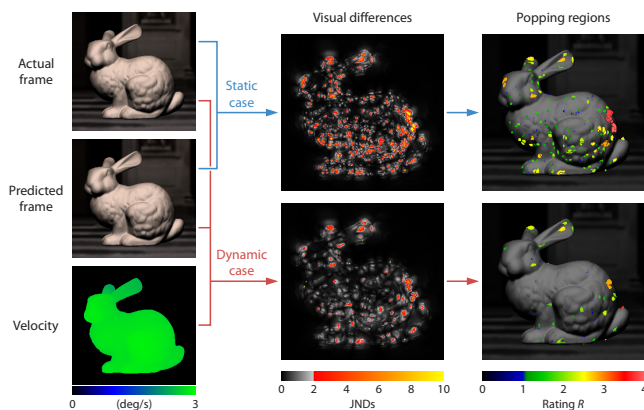 Visual differences
Popping regions
Actual
frame
Static
case
Predicted
frame
Dynamic
case
Velocity
0
(deg/s)
3
0 2 4 6 8 10
JNDs
0 1 2 3 4
Rating R